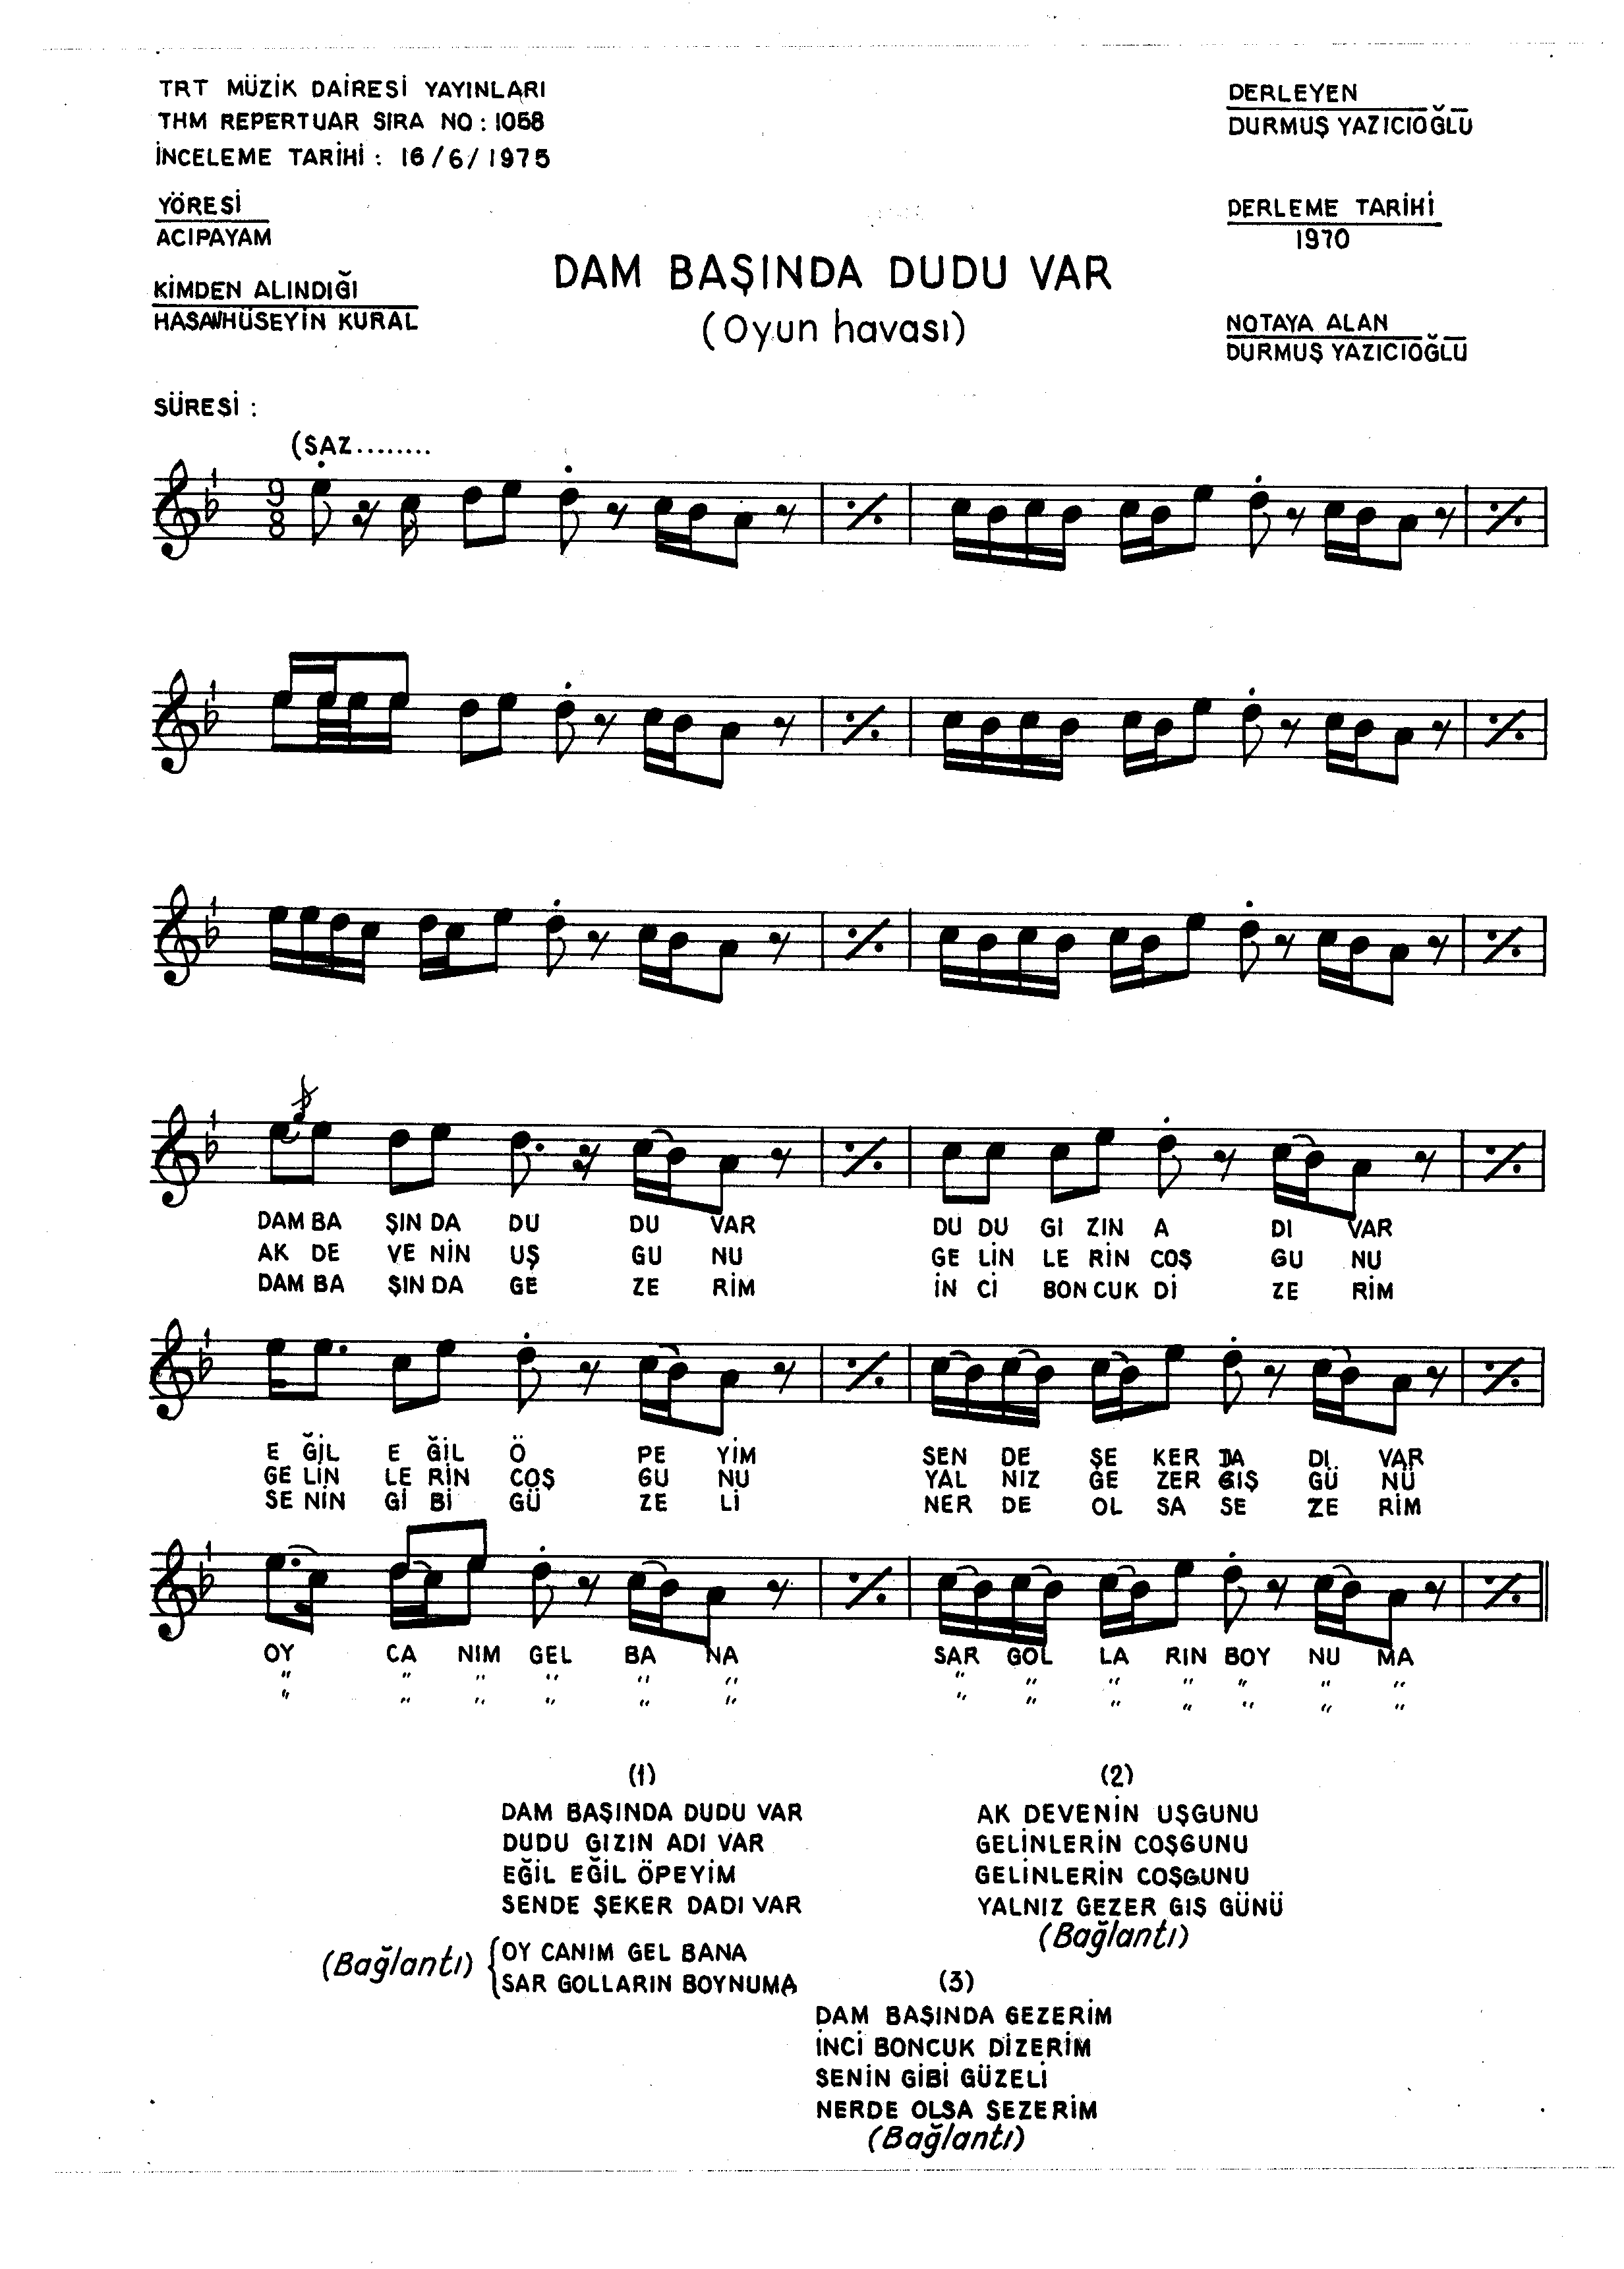 TRT MÜZİK DAİRESİ YAYINLARI
THM REPERTUAR SIRA NO : 1058
İNCELEME TARİHİ : 16/6/1975
DERLEYEN
DURMUŞ YAZICIOĞLU
YÖRESİ
ACIPAYAM
DERLEME TARİHİ
1970
DAM BAŞINDA DUDU VAR
(Oyun havası)
KİMDEN ALINDIĞI
HASAN HÜSEYİN KURAL
NOTAYA ALAN
DURMUŞ YAZICIOĞLU
SÜRESİ :
(SAZ........
9
8
DAM BA ŞIN DA DU DU VAR DU DU GI ZIN A DI VAR
AK DE VE NİN UŞ GU NU GE LİN LE RİN COŞ GU NU
DAM BA ŞIN DA GE ZE RİM İN Cİ BON CUK Dİ ZE RİM
E ĞİL E ĞİL Ö PE YİM SEN DE ŞE KER DA DI VAR
GE LİN LE RİN COŞ GU NU YAL NIZ GE ZER GIŞ GÜ NÜ
SE NİN Gİ Bİ GÜ ZE Lİ NER DE OL SA SE ZE RİM
OY CA NIM GEL BA NA SAR GOL LA RIN BOY NU MA
" " " " " " " " " " " " "
" " " " " " " " " " " " "
(1)
DAM BAŞINDA DUDU VAR
DUDU GIZIN ADI VAR
EĞİL EĞİL ÖPEYİM
SENDE ŞEKER DADI VAR
(Bağlantı) { OY CANIM GEL BANA
SAR GOLLARIN BOYNUMA
(2)
AK DEVENİN UŞGUNU
GELİNLERİN COŞGUNU
GELİNLERİN COŞGUNU
YALNIZ GEZER GIŞ GÜNÜ
(Bağlantı)
(3)
DAM BAŞINDA GEZERİM
İNCİ BONCUK DİZERİM
SENİN GİBİ GÜZELİ
NERDE OLSA SEZERİM
(Bağlantı)